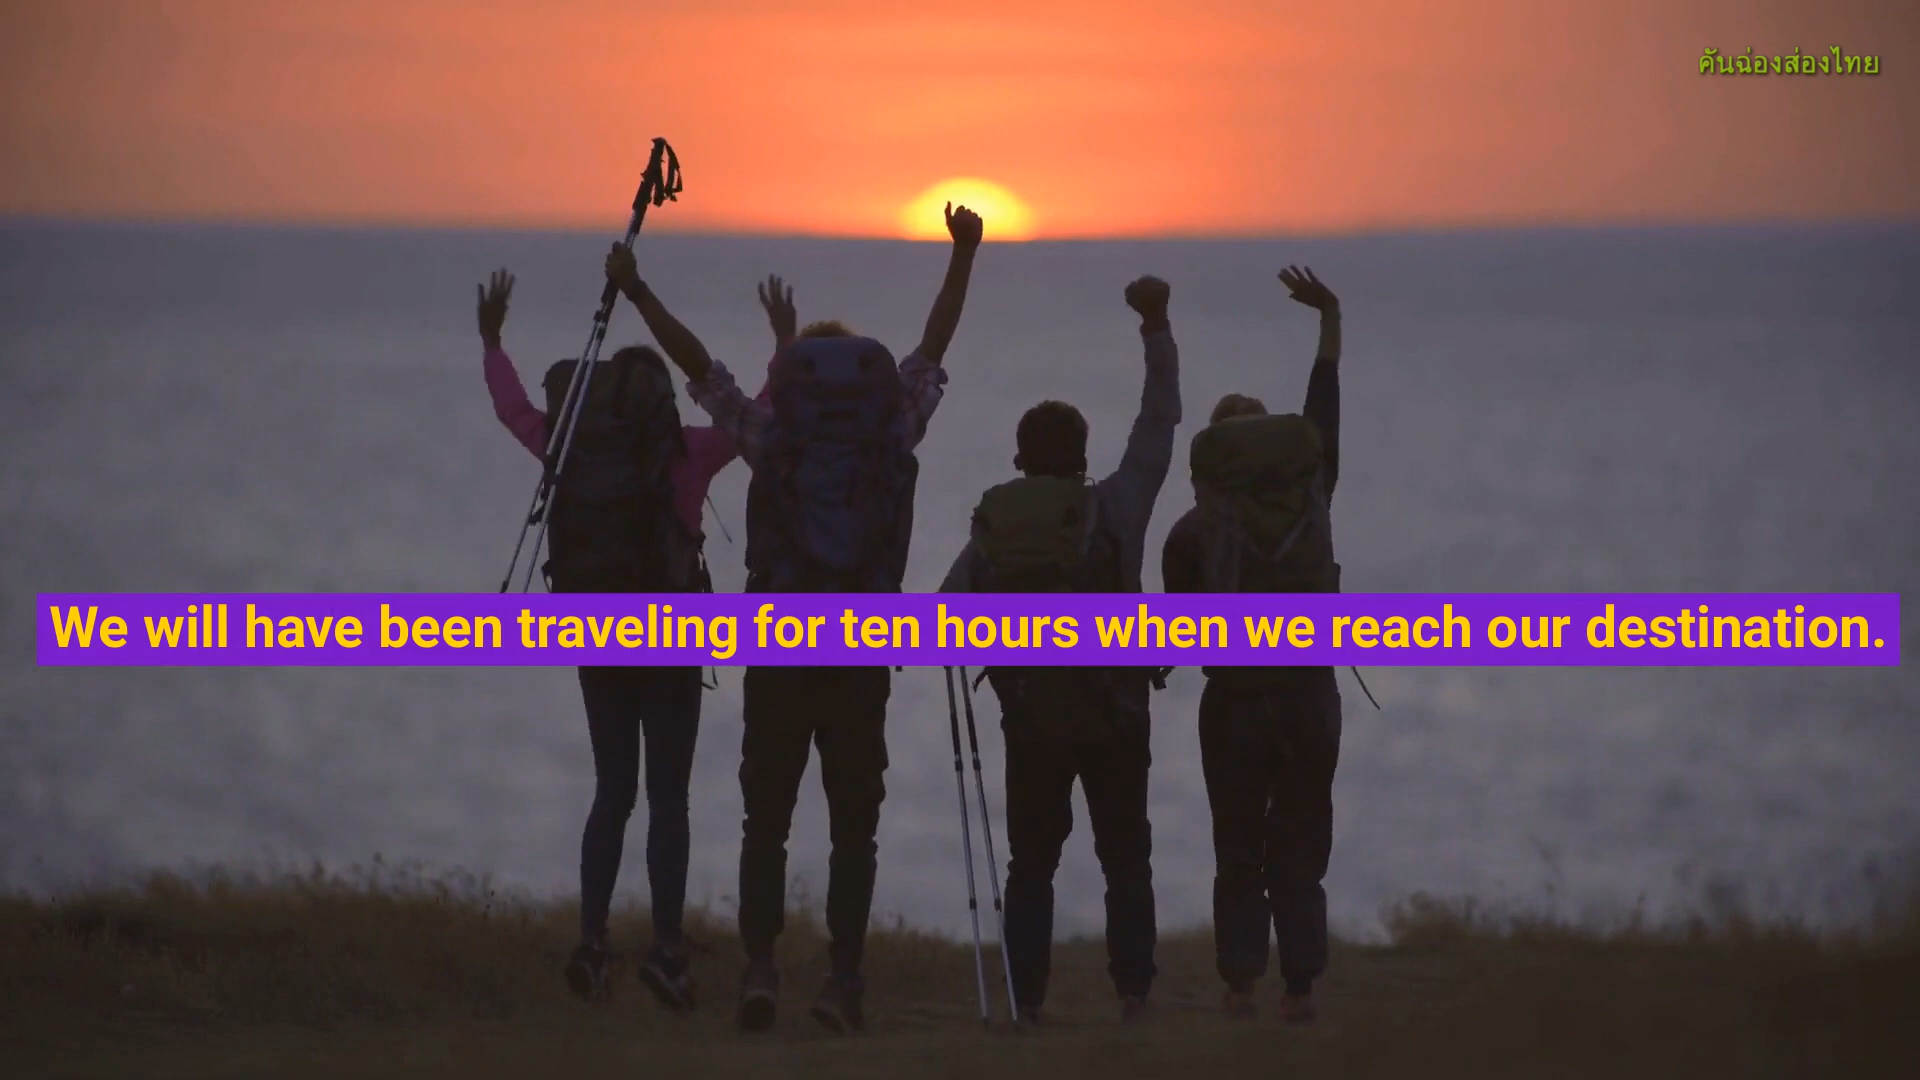 คันฉ่องส่องไทย
We will have been traveling for ten hours when we reach our destination.